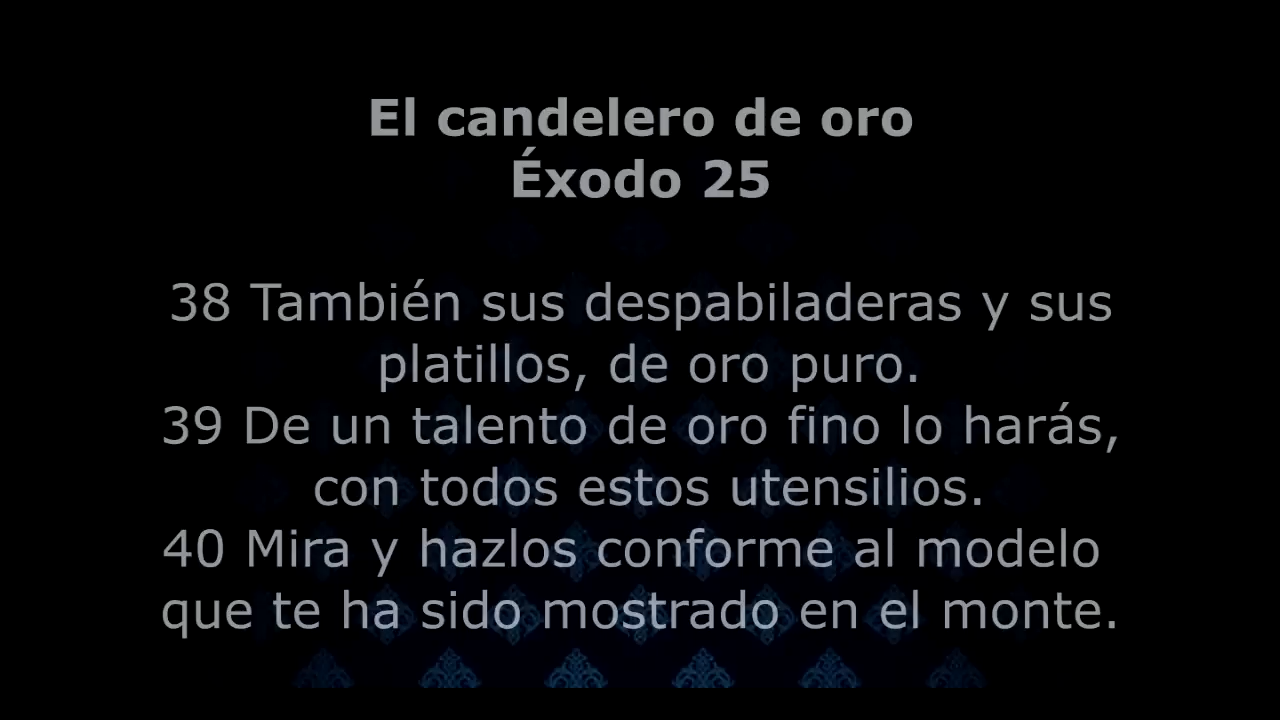 El candelero de oro
Éxodo 25
38 También sus despabiladeras y sus
platillos, de oro puro.
39 De un talento de oro fino lo harás,
con todos estos utensilios.
40 Mira y hazlos conforme al modelo
que te ha sido mostrado en el monte.